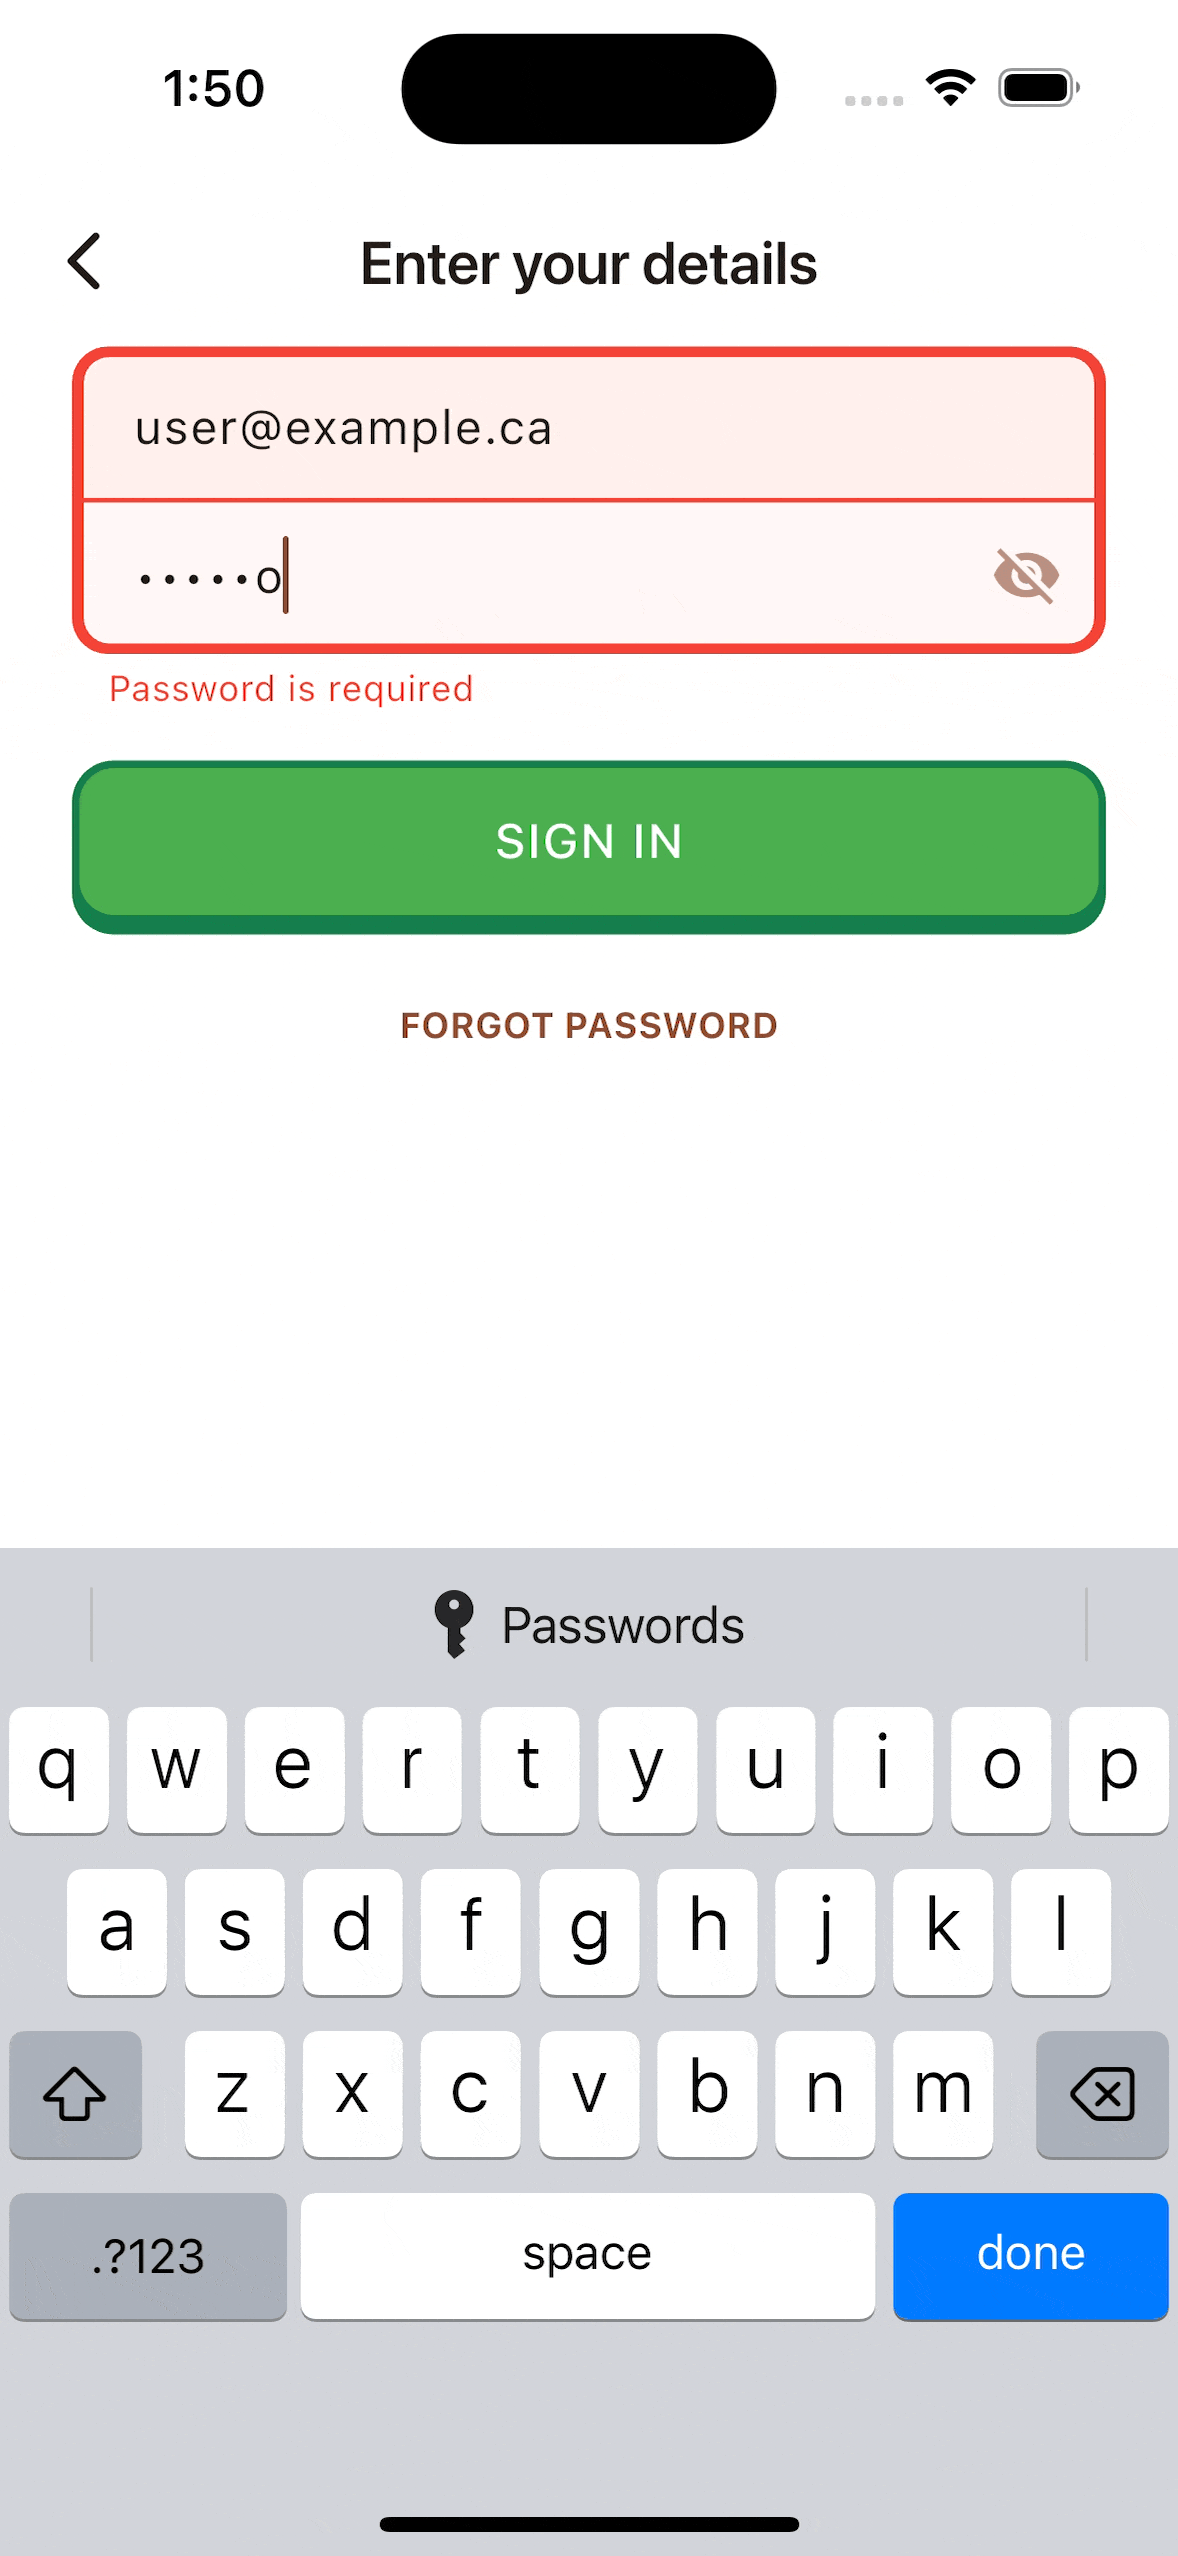 1:50
Enter your details
user@example.ca
•••••o
Password is required
SIGN IN
FORGOT PASSWORD
Passwords
q w e r t y u i o p
a s d f g h j k l
z x c v b n m
.?123 space done